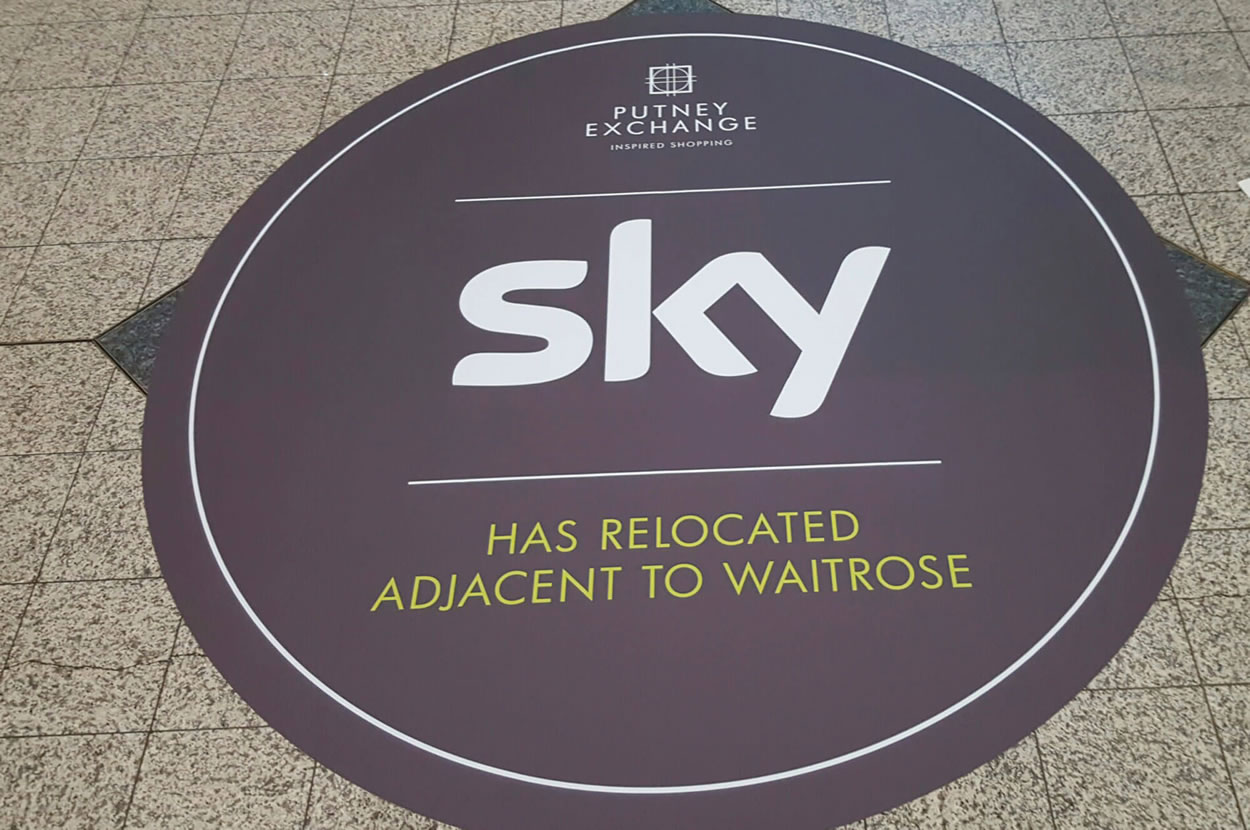 PUTNEY
EXCHANGE
INSPIRED SHOPPING
sky
HAS RELOCATED
ADJACENT TO WAITROSE